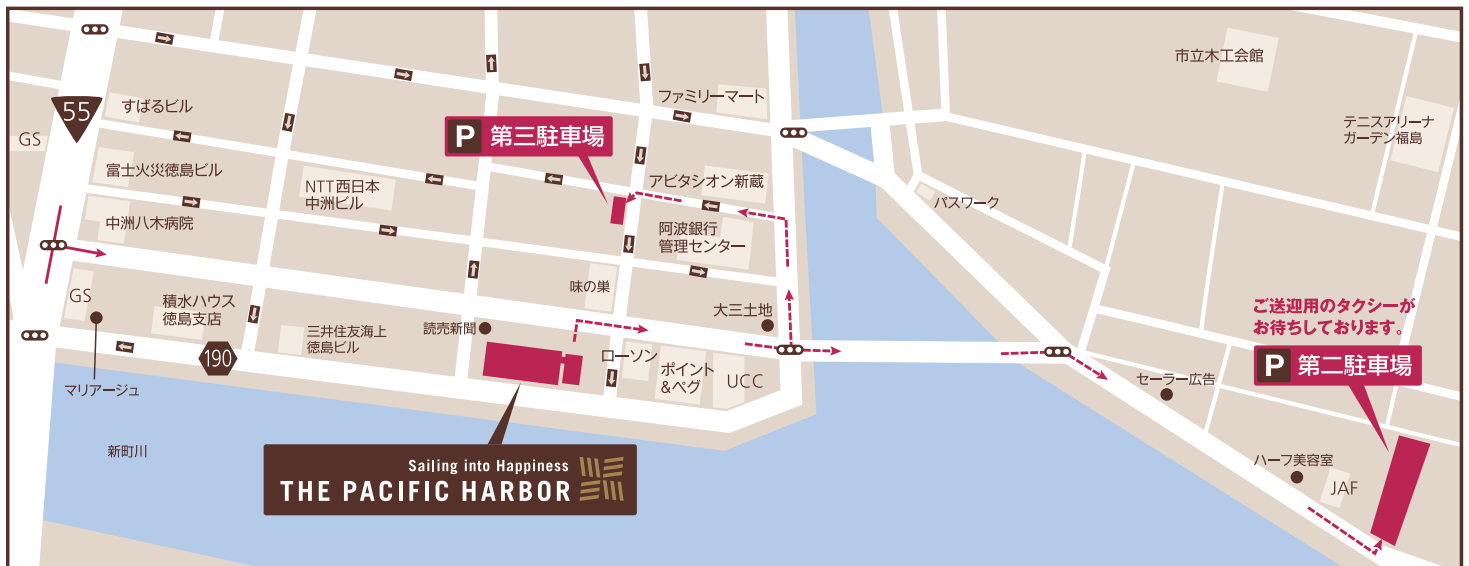 55
GS
すばるビル
富士火災徳島ビル
中洲八木病院
NTT西日本
中洲ビル
P 第三駐車場
ファミリーマート
アビタシオン新蔵
阿波銀行
管理センター
市立木工会館
テニスアリーナ
ガーデン福島
パスワーク
GS
積水ハウス
徳島支店
三井住友海上
徳島ビル
読売新聞
味の巣
大三土地
190
マリアージュ
ローソン
ポイント
&ペグ
UCC
ご送迎用のタクシーが
お待ちしております。
P 第二駐車場
セーラー広告
ハーフ美容室
JAF
新町川
Sailing into Happiness
THE PACIFIC HARBOR